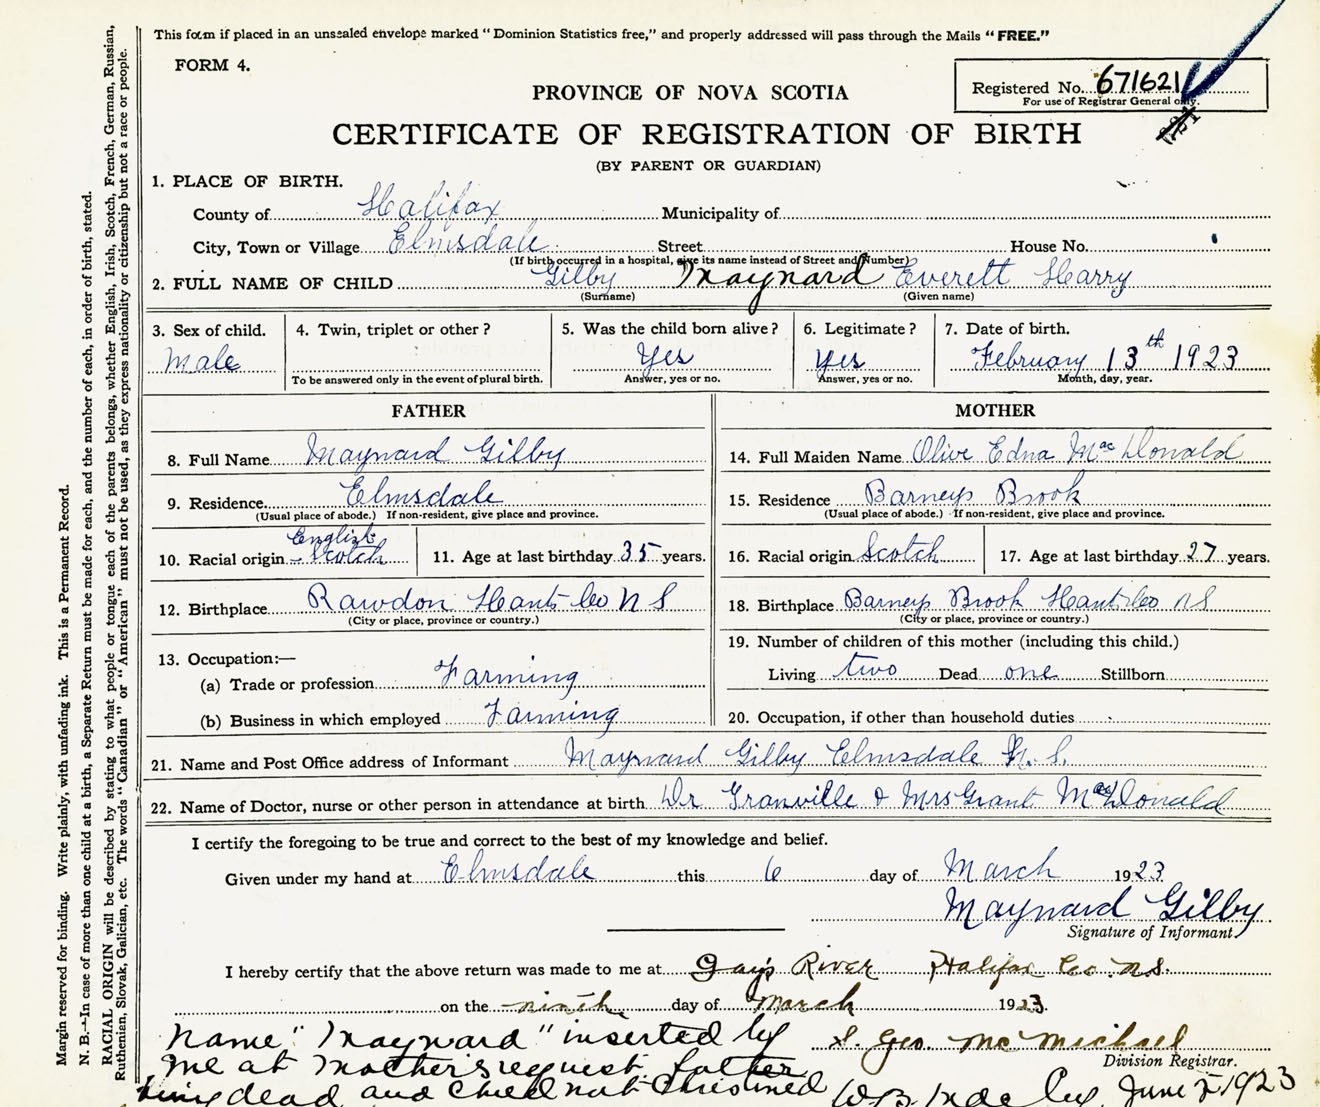 This form if placed in an unsealed envelope marked "Dominion Statistics free," and properly addressed will pass through the Mails "FREE."
FORM 4.
Registered No. 671621
For use of Registrar General only.
PROVINCE OF NOVA SCOTIA
CERTIFICATE OF REGISTRATION OF BIRTH
(BY PARENT OR GUARDIAN)
1. PLACE OF BIRTH.
County of Halifax Municipality of
City, Town or Village Elmsdale Street House No.
(If birth occurred in a hospital, give its name instead of Street and Number)
2. FULL NAME OF CHILD Gilby Maynard Everett Harry
(Surname) (Given name)
3. Sex of child. 4. Twin, triplet or other? 5. Was the child born alive? 6. Legitimate? 7. Date of birth.
Male Yes yes February 13th 1923
To be answered only in the event of plural birth. Answer, yes or no. Answer, yes or no. Month, day, year.
FATHER
8. Full Name Maynard Gilby
9. Residence Elmsdale
(Usual place of abode.) If non-resident, give place and province.
English
10. Racial origin Scotch 11. Age at last birthday 35 years.
12. Birthplace Rawdon Hants Co N S
(City or place, province or country.)
13. Occupation:—
(a) Trade or profession Farming
(b) Business in which employed Farming
MOTHER
14. Full Maiden Name Olive Edna MacDonald
15. Residence Barneys Brook
(Usual place of abode.) If non-resident, give place and province.
16. Racial origin Scotch 17. Age at last birthday 27 years.
18. Birthplace Barneys Brook Hants Co N S
(City or place, province or country.)
19. Number of children of this mother (including this child.)
Living two Dead one Stillborn
20. Occupation, if other than household duties
21. Name and Post Office address of Informant Maynard Gilby Elmsdale N.S.
22. Name of Doctor, nurse or other person in attendance at birth Dr Granville & Mrs Grant MacDonald
I certify the foregoing to be true and correct to the best of my knowledge and belief.
Given under my hand at Elmsdale this 6 day of March 1923
Maynard Gilby
Signature of Informant
I hereby certify that the above return was made to me at Gays River Halifax Co. N.S.
on the ninth day of March 1923
S. Geo. McMichael
Division Registrar.
Name "Maynard" inserted by
me at mother's request, father
being dead and child not christened
June 1923
Margin reserved for binding. Write plainly, with unfading ink. This is a Permanent Record.
N. B.—In case of more than one child at a birth, a Separate Return must be made for each, and the number of each, in order of birth, stated.
RACIAL ORIGIN will be described by stating to what people or tongue each of the parents belongs, whether English, Irish, Scotch, French, German, Russian,
Ruthenian, Slovak, Galician, etc. The words "Canadian" or "American" must not be used, as they express nationality or citizenship but not a race or people.